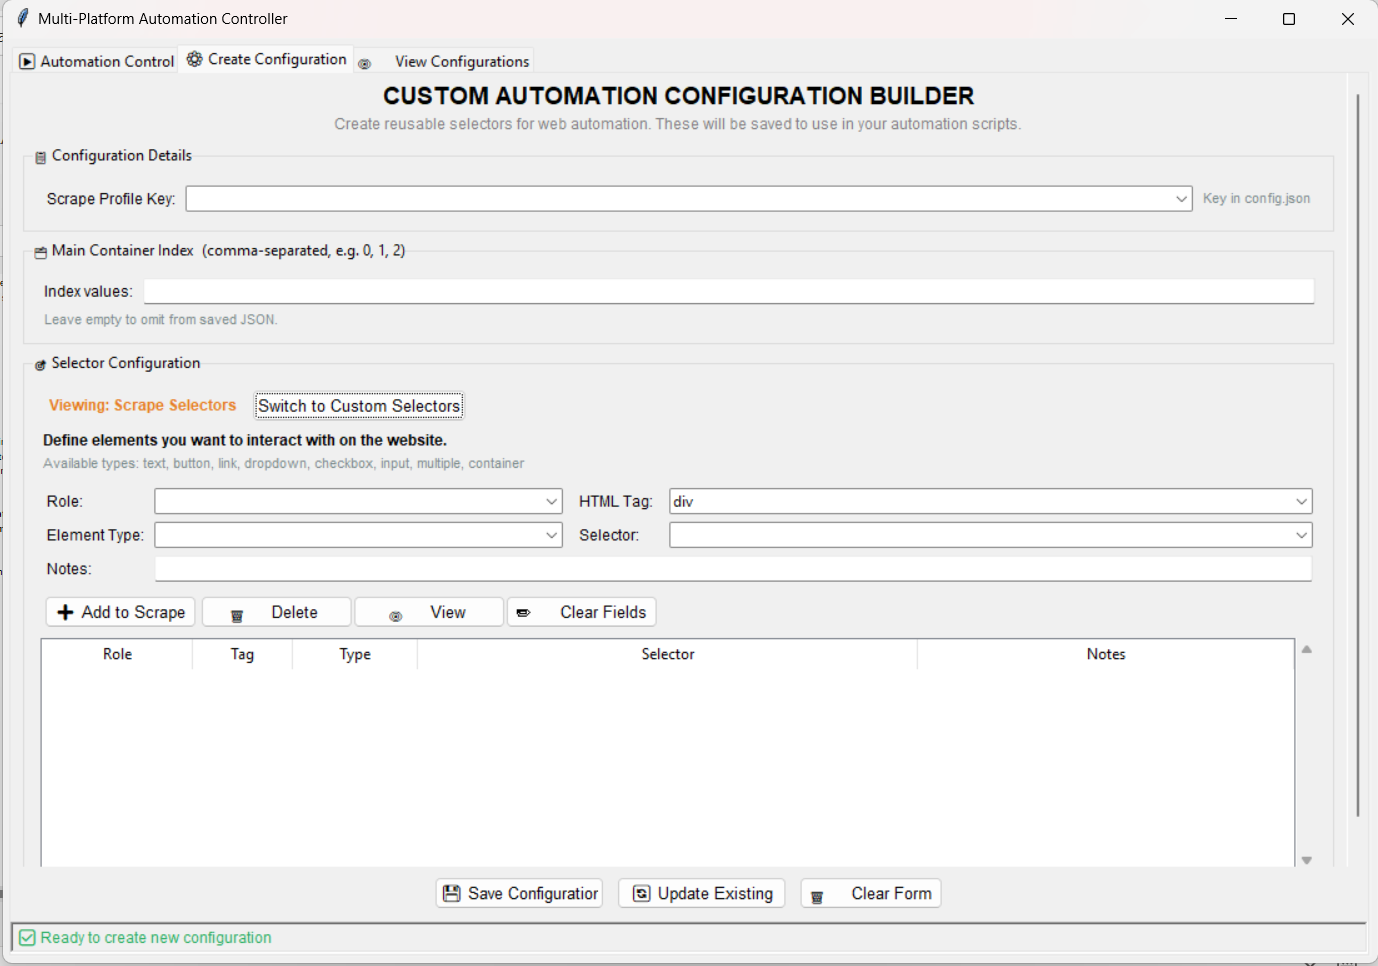 Multi-Platform Automation Controller
Automation Control
Create Configuration
View Configurations
CUSTOM AUTOMATION CONFIGURATION BUILDER
Create reusable selectors for web automation. These will be saved to use in your automation scripts.
Configuration Details
Scrape Profile Key:
Key in config.json
Main Container Index (comma-separated, e.g. 0, 1, 2)
Index values:
Leave empty to omit from saved JSON.
Selector Configuration
Viewing: Scrape Selectors
Switch to Custom Selectors
Define elements you want to interact with on the website.
Available types: text, button, link, dropdown, checkbox, input, multiple, container
Role:
HTML Tag: div
Element Type:
Selector:
Notes:
Add to Scrape
Delete
View
Clear Fields
Role Tag Type Selector Notes
Save Configuration
Update Existing
Clear Form
Ready to create new configuration